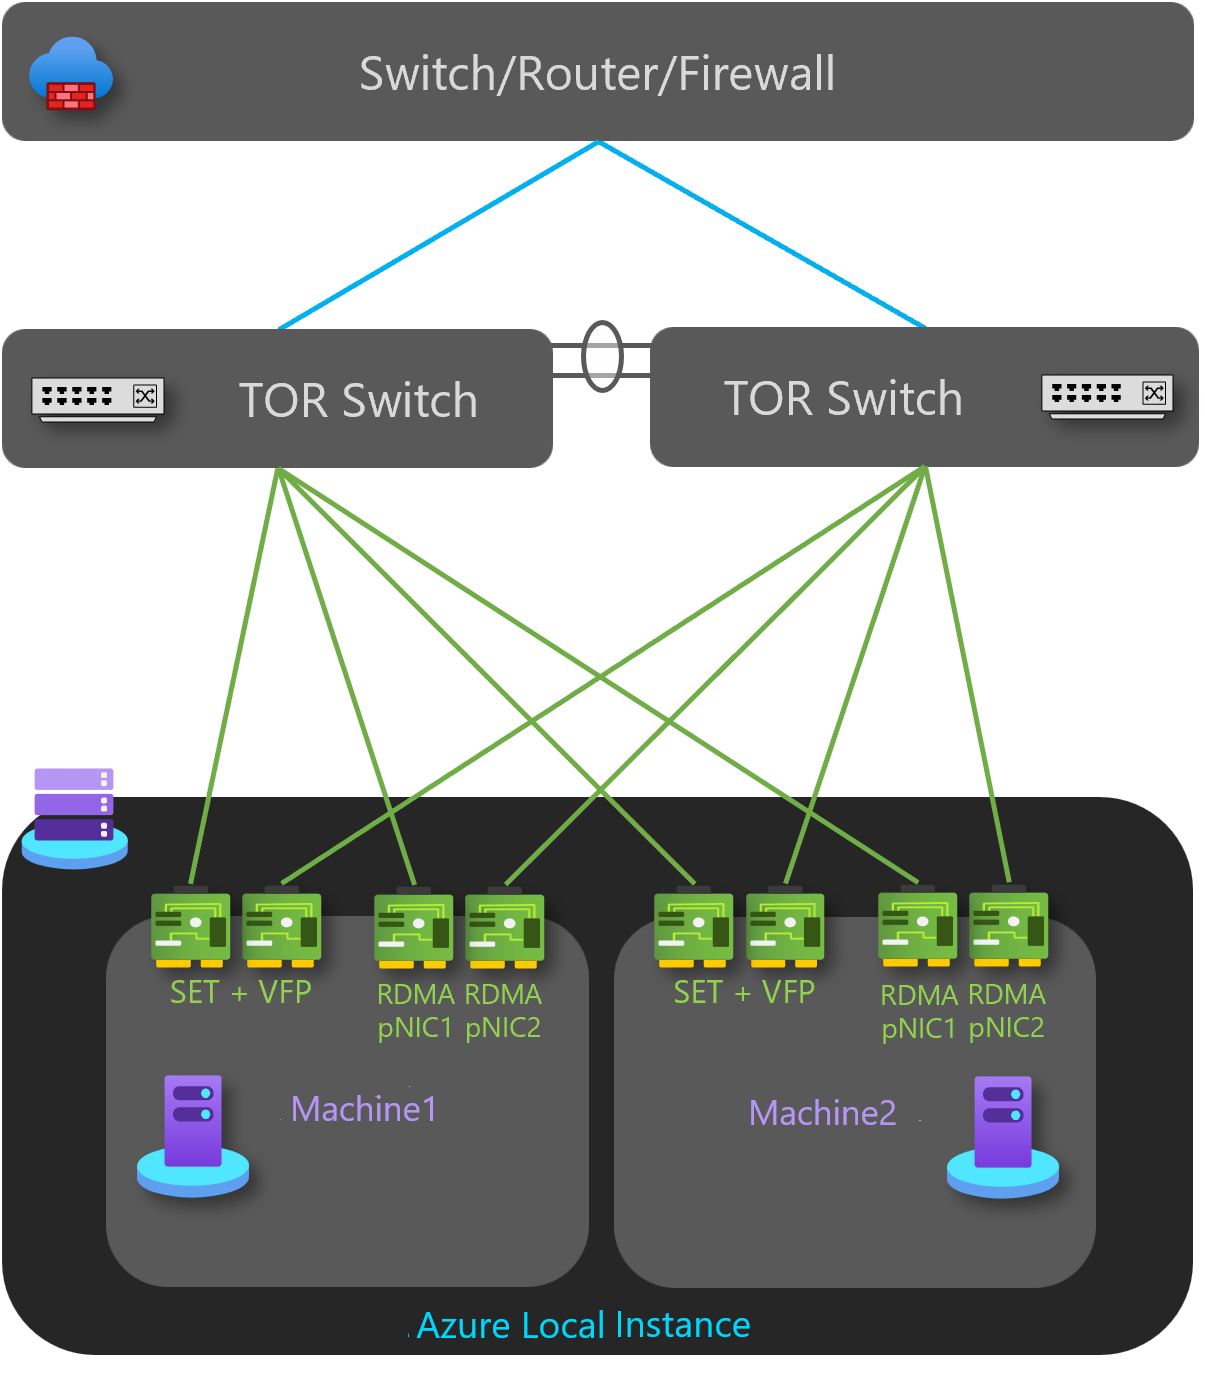 Switch/Router/Firewall
TOR Switch
TOR Switch
SET + VFP
RDMA RDMA
pNIC1 pNIC2
SET + VFP
RDMA RDMA
pNIC1 pNIC2
Machine1
Machine2
Azure Local Instance